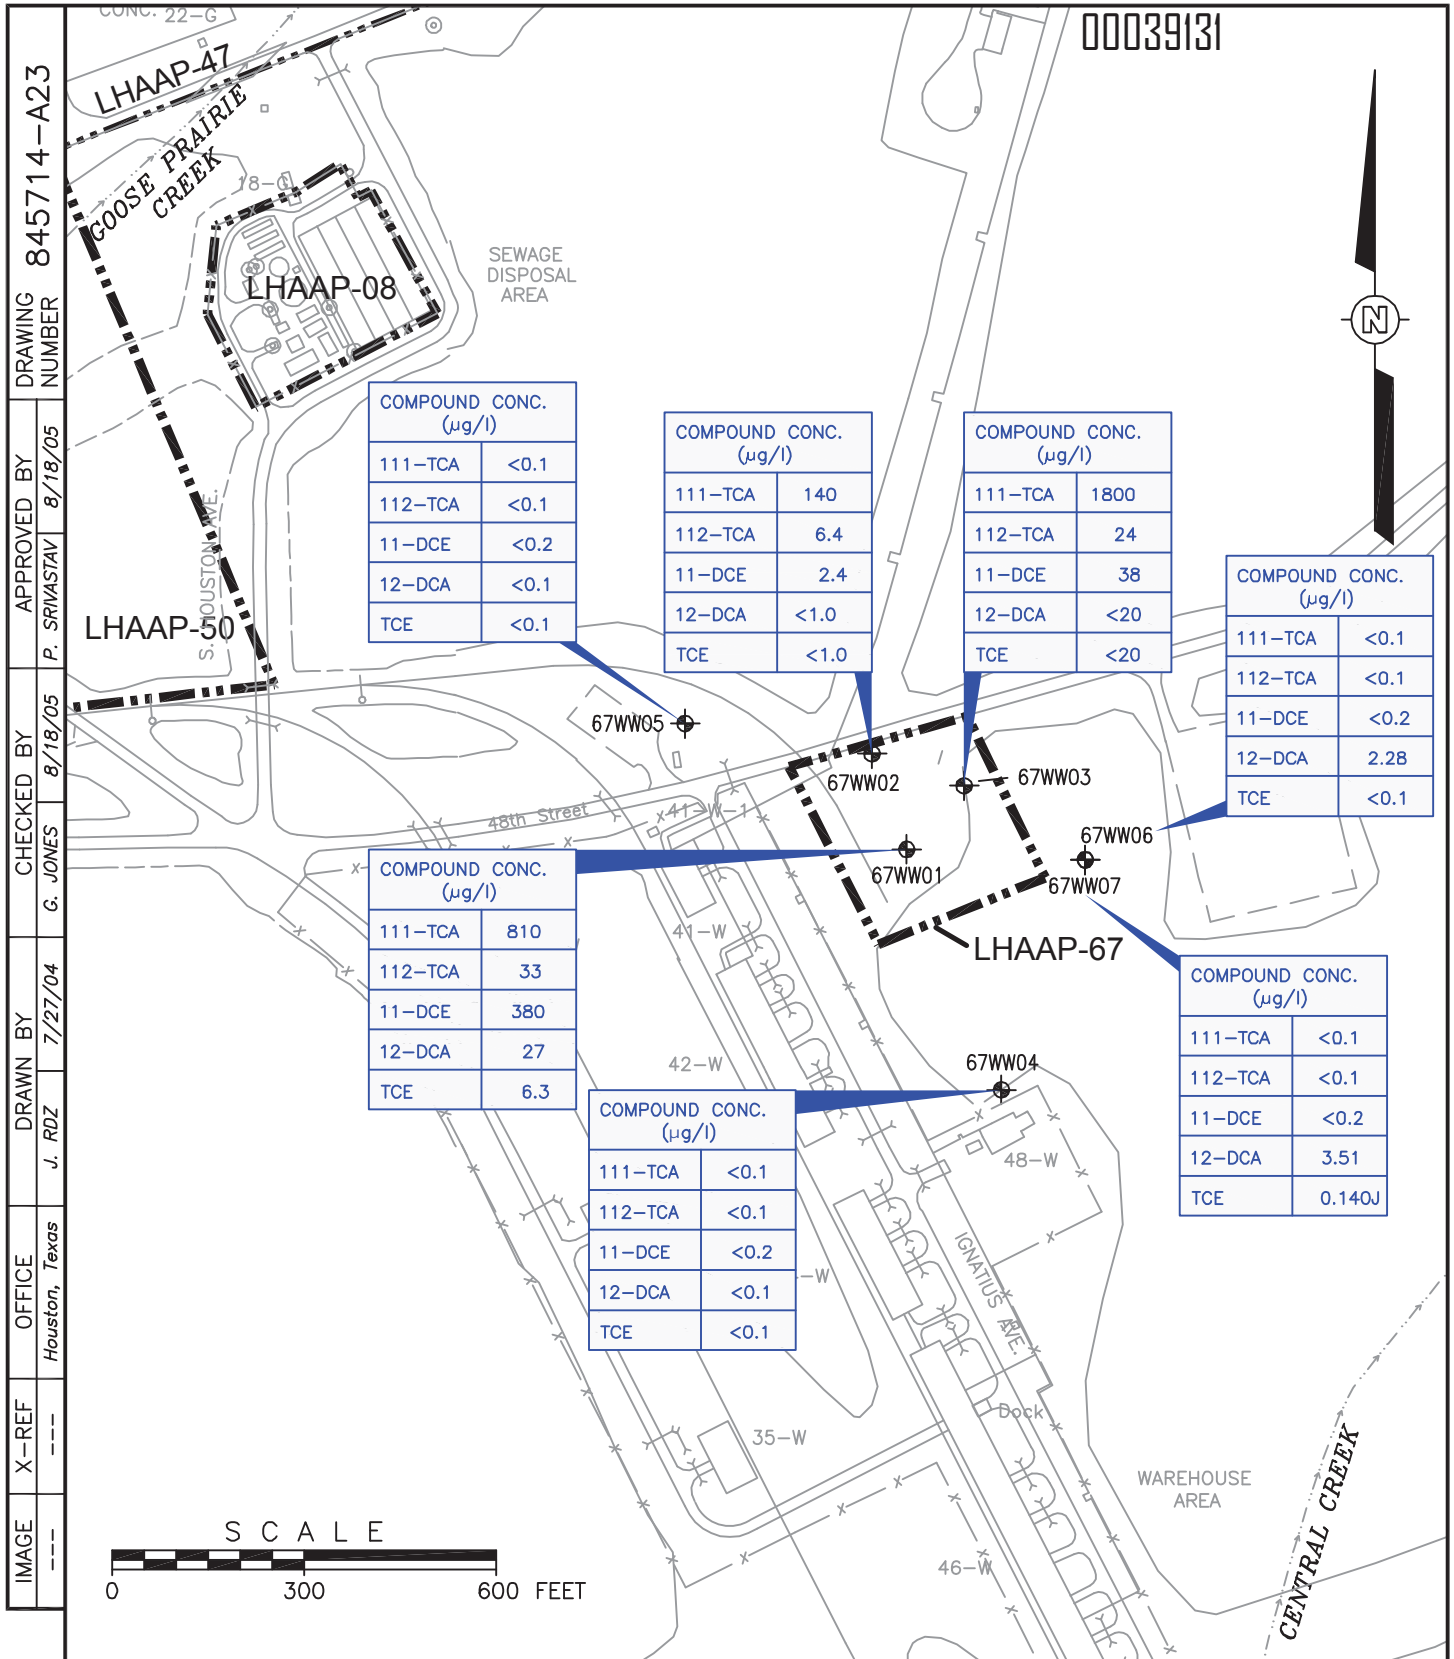 00039131
CONC. 22-G
LHAAP-47
GOOSE PRAIRIE
CREEK
18-G
LHAAP-08
SEWAGE
DISPOSAL
AREA
N
S. HOUSTON AVE.
LHAAP-50
COMPOUND CONC.
(µg/l)
111-TCA <0.1
112-TCA <0.1
11-DCE <0.2
12-DCA <0.1
TCE <0.1
COMPOUND CONC.
(µg/l)
111-TCA 140
112-TCA 6.4
11-DCE 2.4
12-DCA <1.0
TCE <1.0
COMPOUND CONC.
(µg/l)
111-TCA 1800
112-TCA 24
11-DCE 38
12-DCA <20
TCE <20
COMPOUND CONC.
(µg/l)
111-TCA <0.1
112-TCA <0.1
11-DCE <0.2
12-DCA 2.28
TCE <0.1
67WW05
67WW02
67WW03
67WW06
67WW01
67WW07
48th Street
41-W-1
41-W
LHAAP-67
COMPOUND CONC.
(µg/l)
111-TCA 810
112-TCA 33
11-DCE 380
12-DCA 27
TCE 6.3
42-W
67WW04
48-W
COMPOUND CONC.
(µg/l)
111-TCA <0.1
112-TCA <0.1
11-DCE <0.2
12-DCA 3.51
TCE 0.140J
COMPOUND CONC.
(µg/l)
111-TCA <0.1
112-TCA <0.1
11-DCE <0.2
12-DCA <0.1
TCE <0.1
-W
IGNATIUS AVE.
Dock
35-W
WAREHOUSE
AREA
46-W
CENTRAL CREEK
SCALE
0 300 600 FEET
DRAWING
NUMBER
845714-A23
APPROVED BY
P. SRIVASTAV 8/18/05
CHECKED BY
G. JONES 8/18/05
DRAWN BY
J. RDZ 7/27/04
OFFICE
Houston, Texas
X-REF
----
IMAGE
----